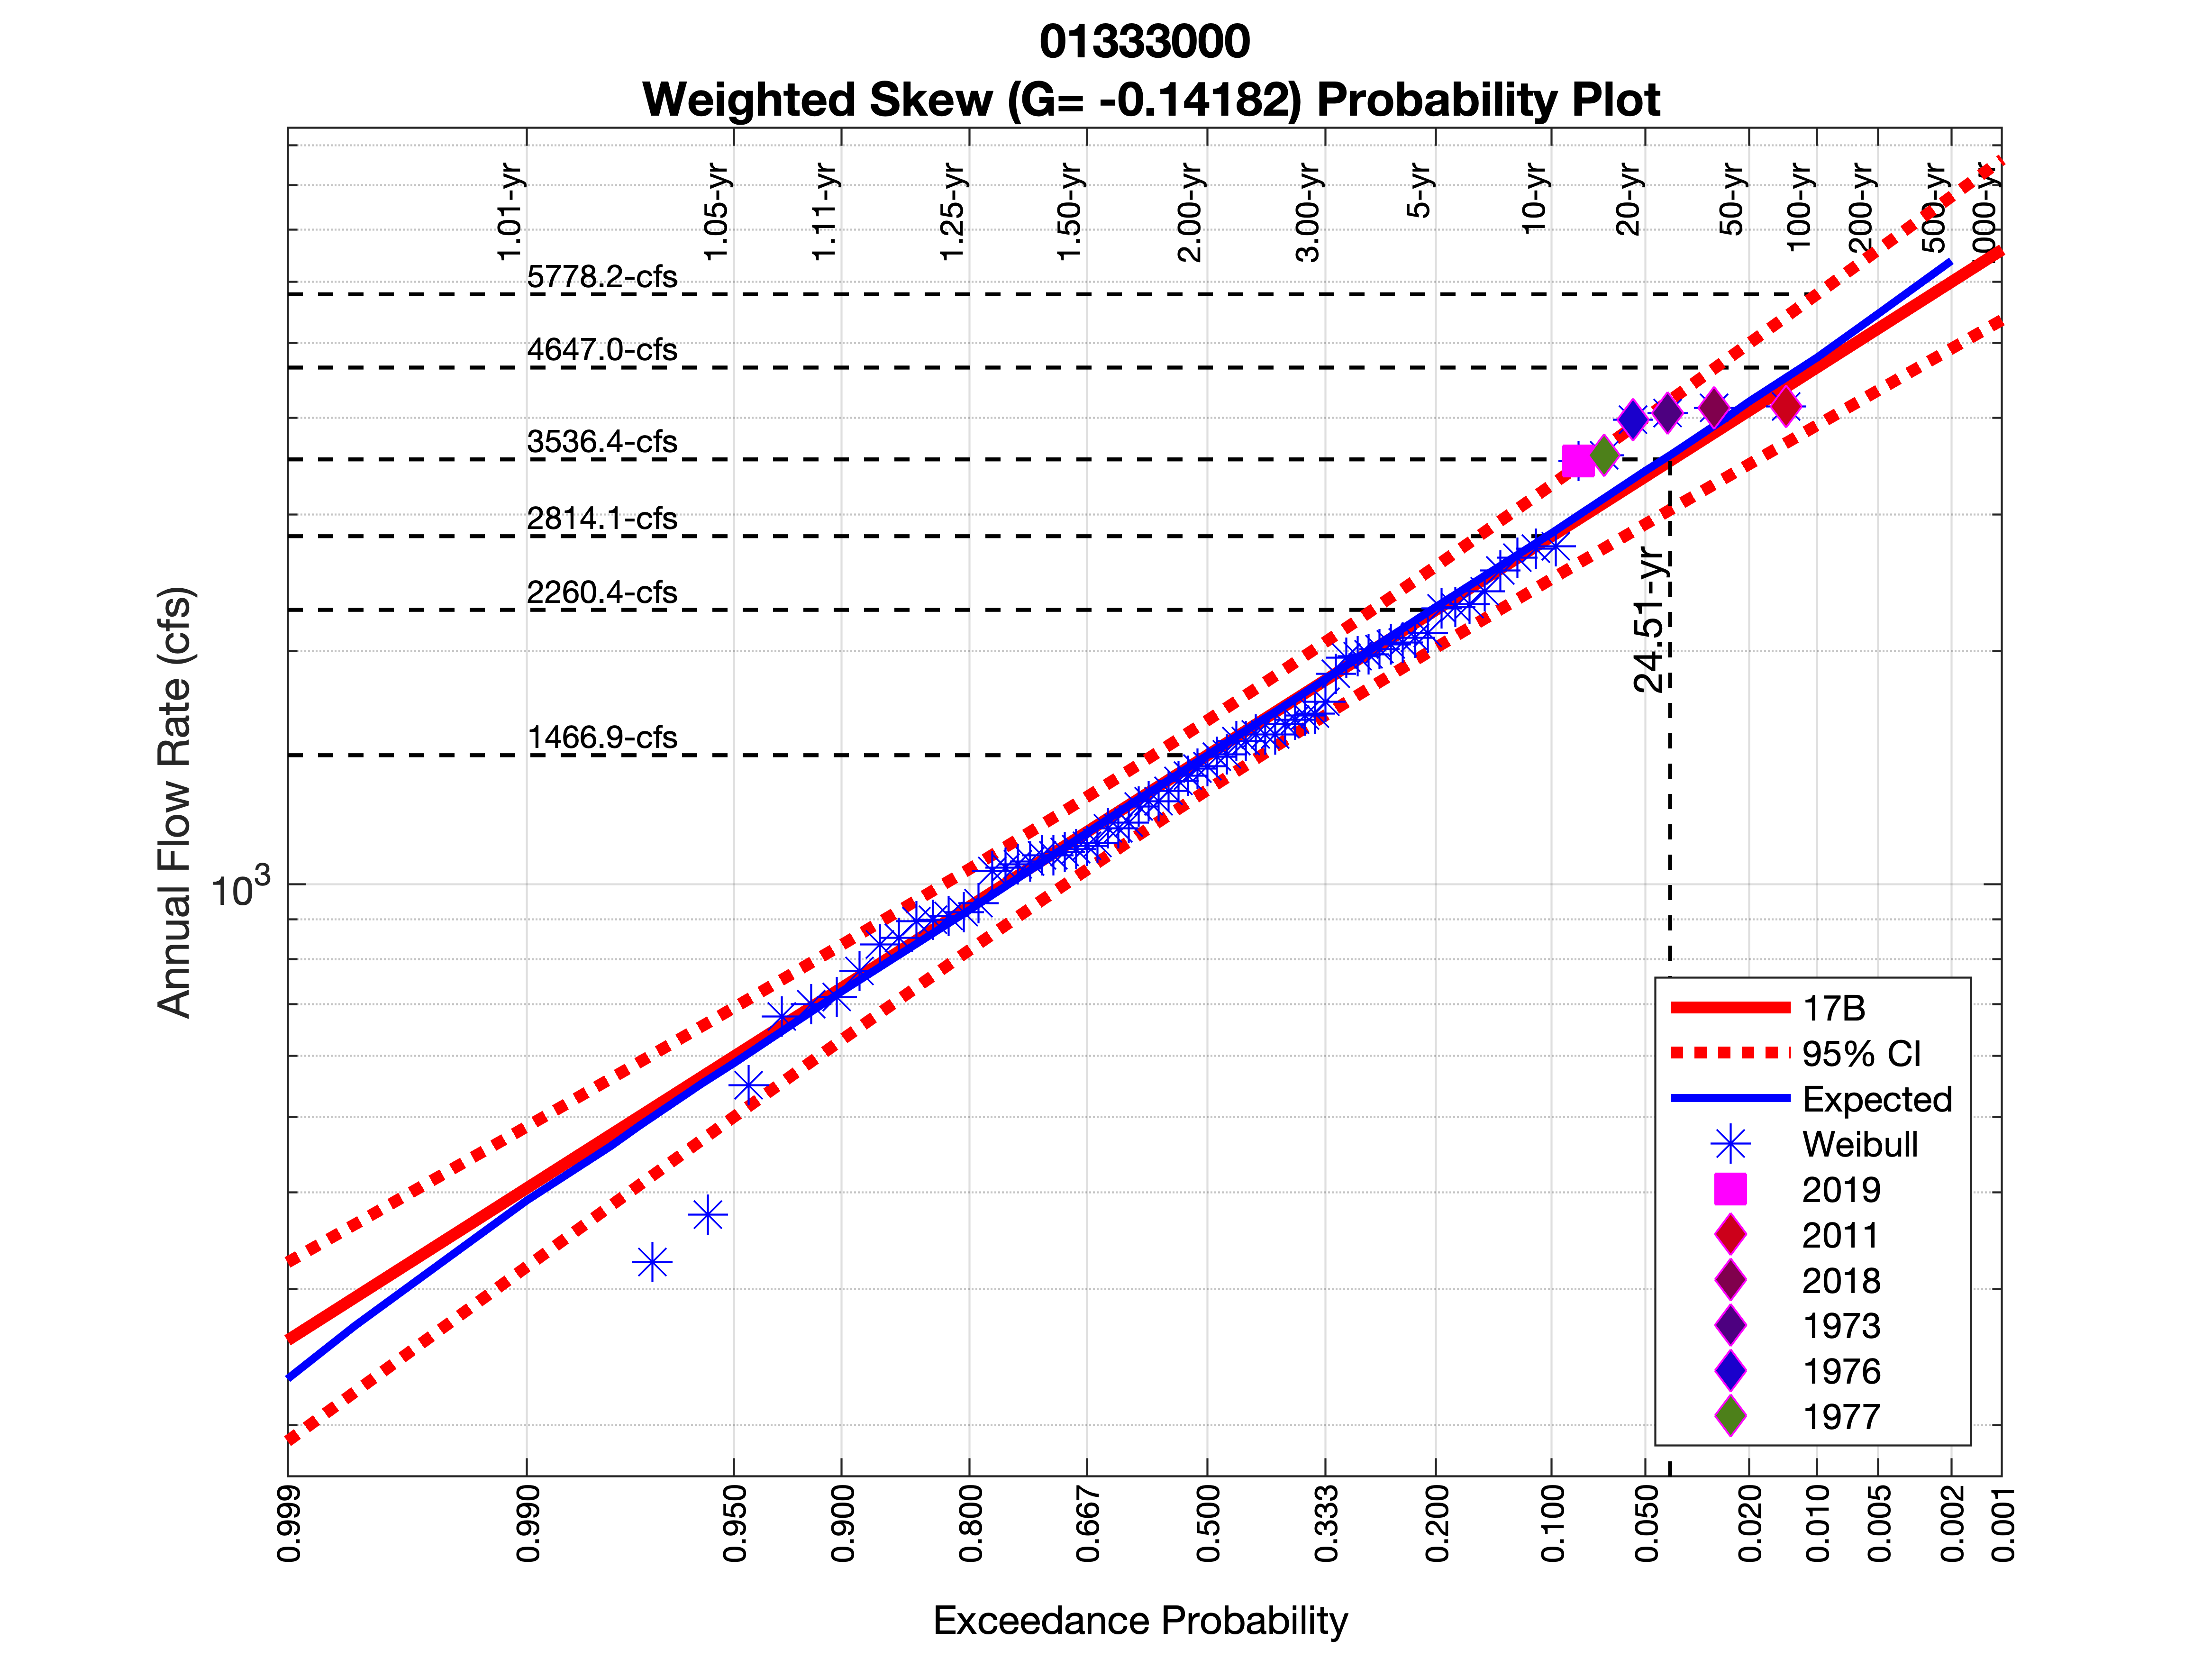 01333000
Weighted Skew (G= -0.14182) Probability Plot
1.01-yr
1.05-yr
1.11-yr
1.25-yr
1.50-yr
2.00-yr
3.00-yr
5-yr
10-yr
20-yr
50-yr
100-yr
200-yr
500-yr
5778.2-cfs
4647.0-cfs
3536.4-cfs
2814.1-cfs
2260.4-cfs
1466.9-cfs
24.51-yr
Annual Flow Rate (cfs)
10³
17B
95% CI
Expected
Weibull
2019
2011
2018
1973
1976
1977
0.999
0.990
0.950
0.900
0.800
0.667
0.500
0.333
0.200
0.100
0.050
0.020
0.010
0.005
0.002
0.001
Exceedance Probability